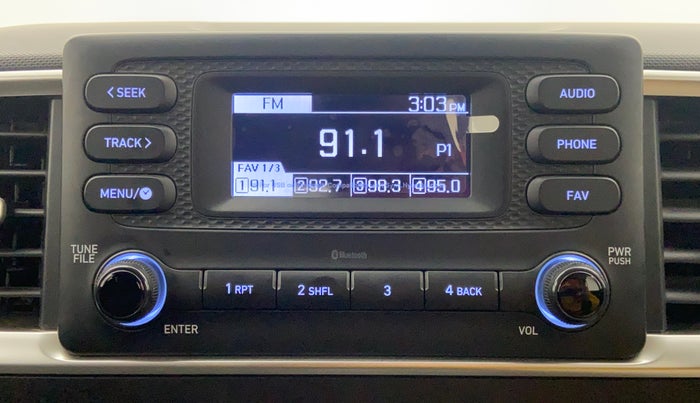 < SEEK
TRACK >
MENU/
FM
3:03 PM
91.1
P1
FAV 1/3
1 91.1 2 92.7 3 98.3 4 95.0
AUDIO
PHONE
FAV
Bluetooth
TUNE
FILE
ENTER
1 RPT
2 SHFL
3
4 BACK
VOL
PWR
PUSH